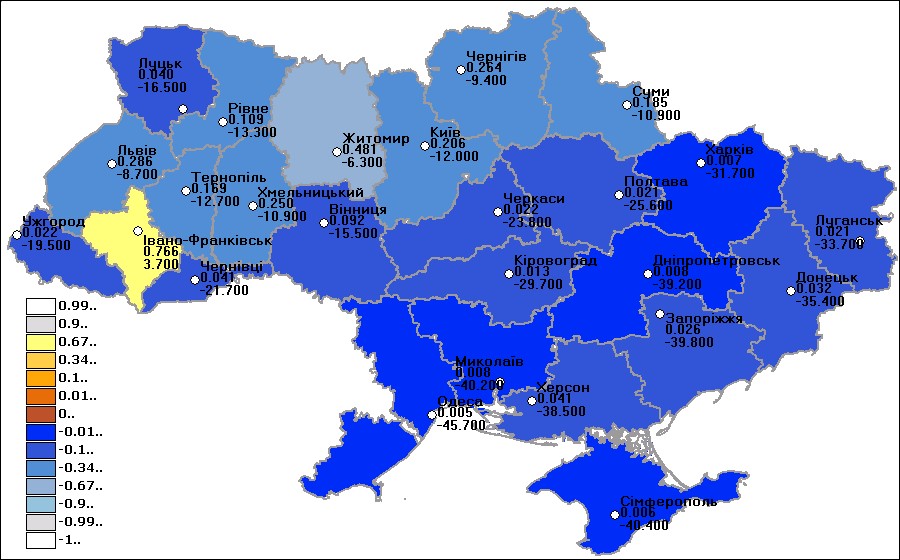 Чернігів
0.264
-9.400
Луцьк
0.040
-16.500
Суми
0.185
-10.900
Рівне
0.109
-13.300
Київ
0.206
-12.000
Житомир
0.481
-6.300
Харків
0.007
-31.700
Львів
0.286
-8.700
Тернопіль
0.169
-12.700
Полтава
0.021
-25.600
Хмельницький
0.250
-10.900
Черкаси
0.022
-23.800
Вінниця
0.092
-15.500
Ужгород
0.022
-19.500
Луганськ
0.021
-33.700
Івано-Франківськ
0.766
3.700
Кіровоград
0.013
-29.700
Дніпропетровськ
0.008
-39.200
Чернівці
0.041
-21.700
Донецьк
0.032
-35.400
Запоріжжя
0.026
-39.800
Миколаїв
0.008
-40.200
Херсон
0.041
-38.500
Одеса
0.005
-45.700
Сімферополь
0.006
-40.400
0.99..
0.9..
0.67..
0.34..
0.1..
0.01..
0..
-0.01..
-0.1..
-0.34..
-0.67..
-0.9..
-0.99..
-1..